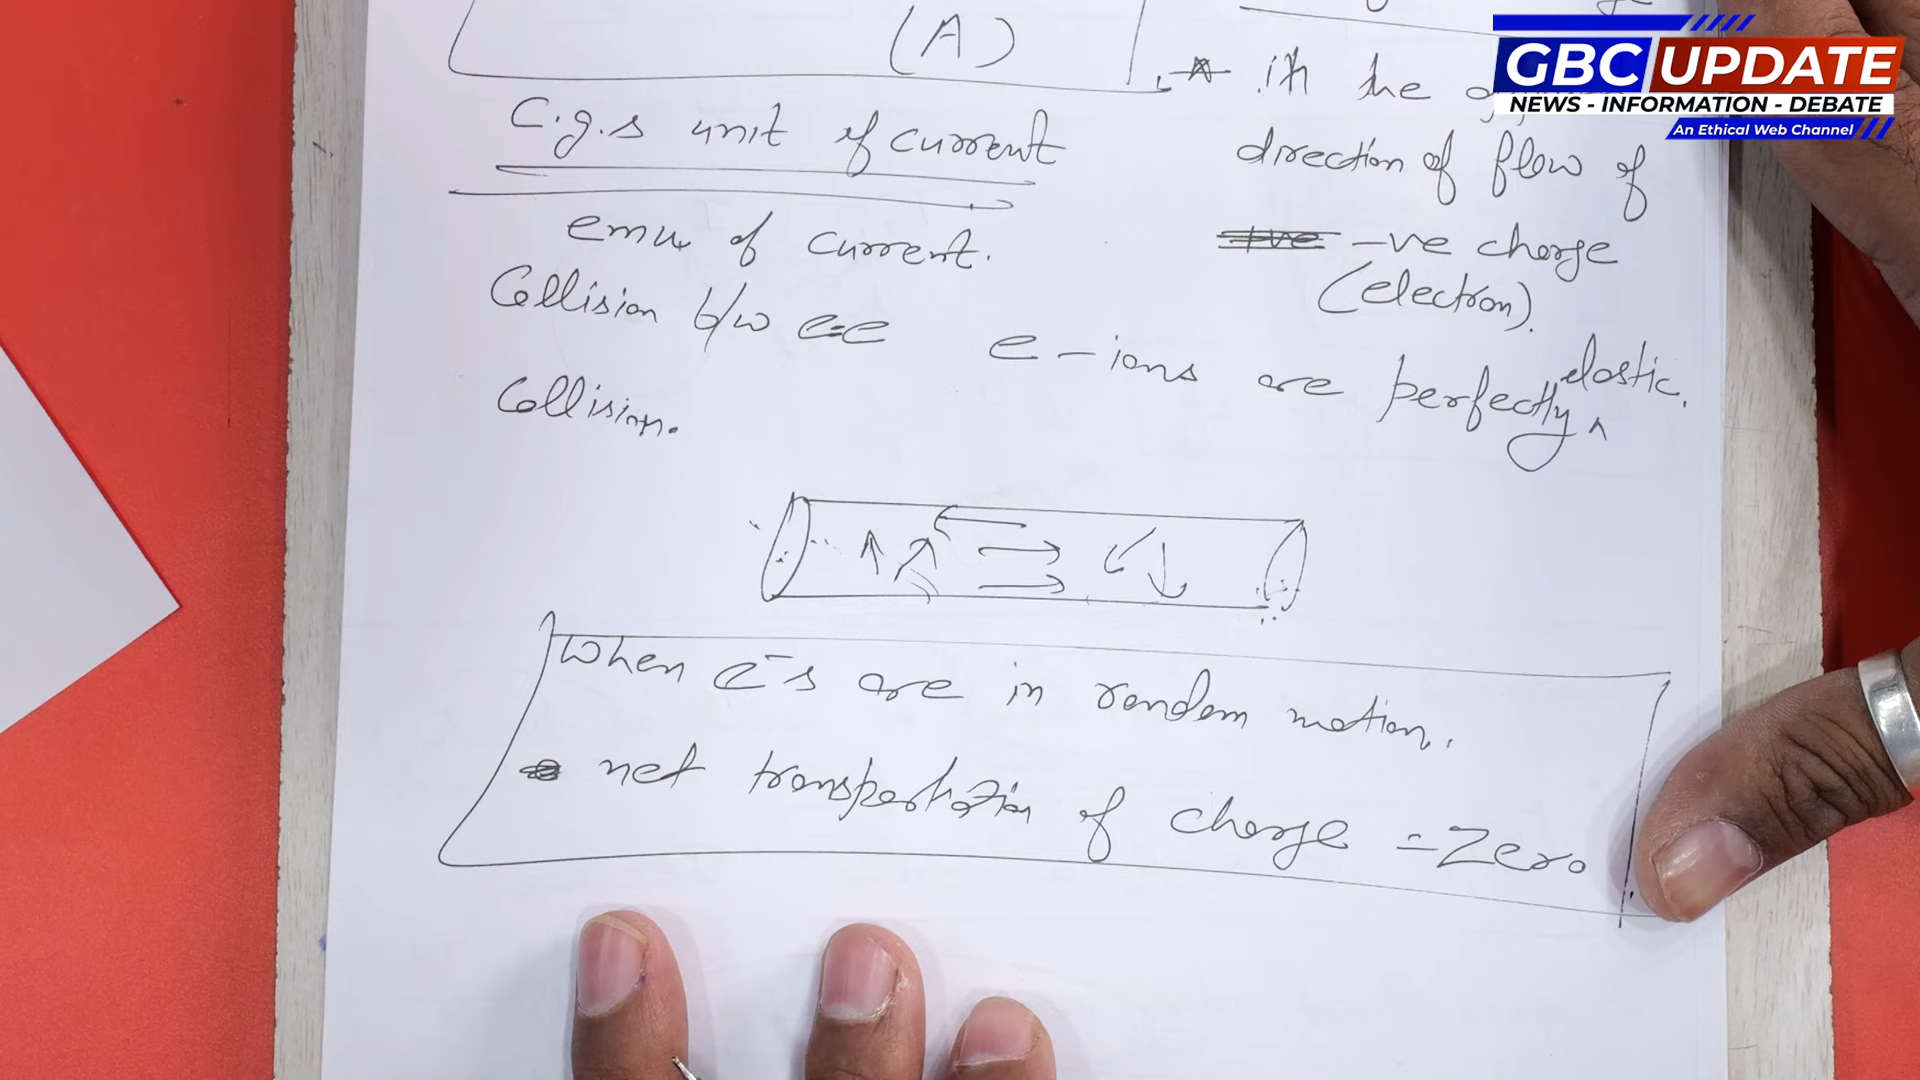 (A)
C.g.s unit of current
emu of current.
in the
direction of flow of
-ve charge
(electron).
Collision b/w e=e e-ions are perfectly elastic.
Collision.
When e-s are in random motion.
net transportation of charge = Zero
GBC UPDATE
NEWS - INFORMATION - DEBATE
An Ethical Web Channel